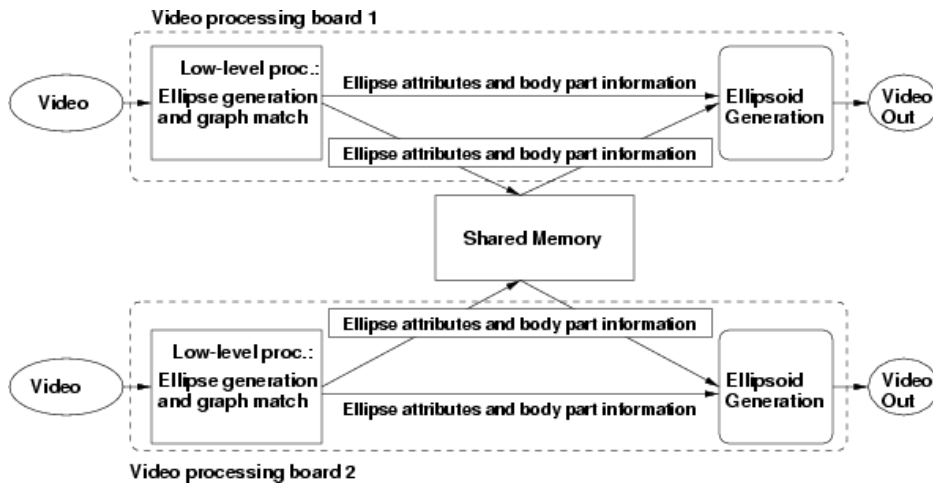 Video processing board 1
Low-level proc.:
Video
Ellipse generation
and graph match
Ellipse attributes and body part information
Ellipse attributes and body part information
Ellipsoid
Generation
Video
Out
Shared Memory
Low-level proc.:
Video
Ellipse generation
and graph match
Ellipse attributes and body part information
Ellipse attributes and body part information
Ellipsoid
Generation
Video
Out
Video processing board 2